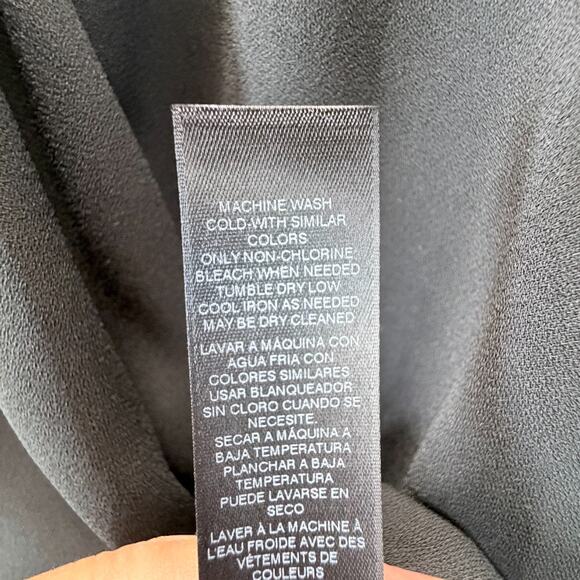 MACHINE WASH
COLD-WITH SIMILAR
COLORS
ONLY NON-CHLORINE
BLEACH WHEN NEEDED
TUMBLE DRY LOW
COOL IRON AS NEEDED
MAY BE DRY CLEANED
LAVAR A MÁQUINA CON
AGUA FRIA CON
COLORES SIMILARES
USAR BLANQUEADOR
SIN CLORO CUANDO SE
NECESITE.
SECAR A MÁQUINA A
BAJA TEMPERATURA
PLANCHAR A BAJA
TEMPERATURA
PUEDE LAVARSE EN
SECO
LAVER À LA MACHINE À
L'EAU FROIDE AVEC DES
VÊTEMENTS DE
COULEURS